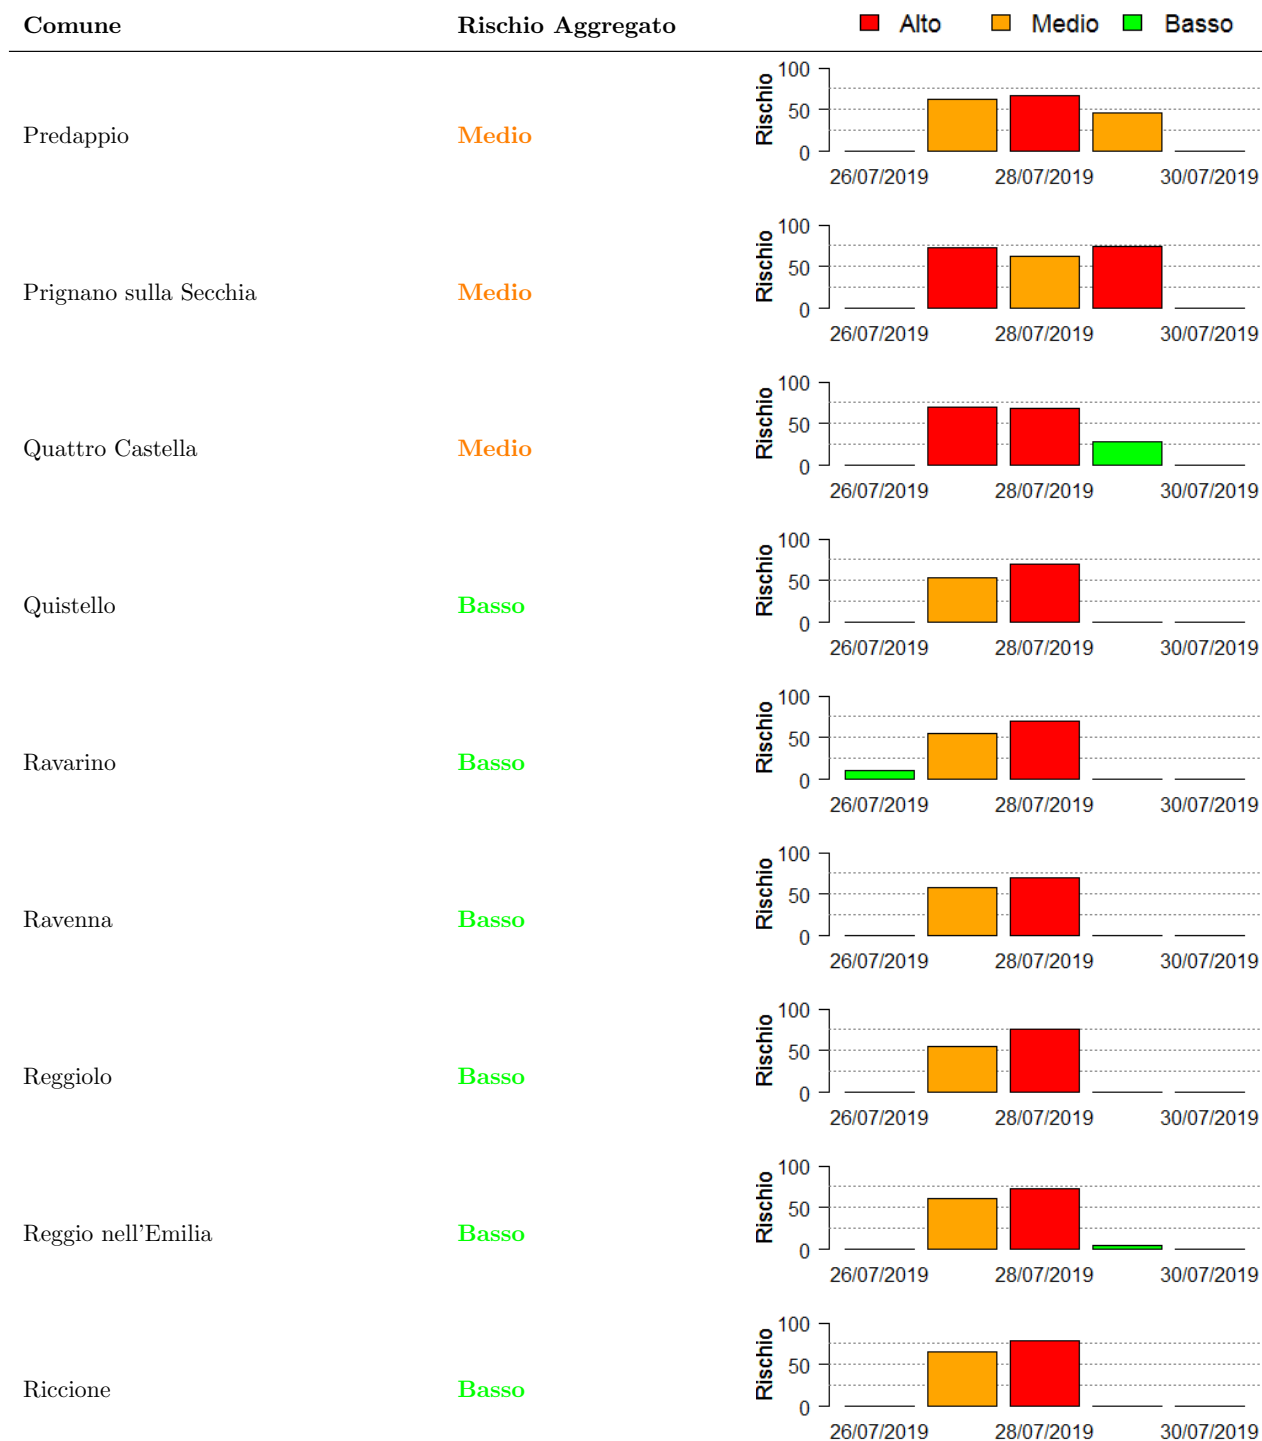 Comune Rischio Aggregato Alto Medio Basso
100
50
0
Rischio
Predappio Medio
26/07/2019 28/07/2019 30/07/2019
100
50
0
Rischio
Prignano sulla Secchia Medio
26/07/2019 28/07/2019 30/07/2019
100
50
0
Rischio
Quattro Castella Medio
26/07/2019 28/07/2019 30/07/2019
100
50
0
Rischio
Quistello Basso
26/07/2019 28/07/2019 30/07/2019
100
50
0
Rischio
Ravarino Basso
26/07/2019 28/07/2019 30/07/2019
100
50
0
Rischio
Ravenna Basso
26/07/2019 28/07/2019 30/07/2019
100
50
0
Rischio
Reggiolo Basso
26/07/2019 28/07/2019 30/07/2019
100
50
0
Rischio
Reggio nell'Emilia Basso
26/07/2019 28/07/2019 30/07/2019
100
50
0
Rischio
Riccione Basso
26/07/2019 28/07/2019 30/07/2019